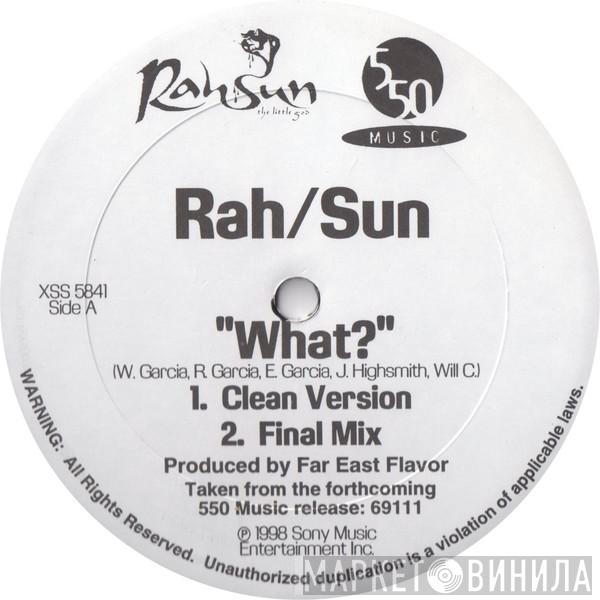 Rahsun
the little god
550
MUSIC
Rah/Sun
XSS 5841
Side A
"What?"
(W. Garcia, R. Garcia, E. Garcia, J. Highsmith, Will C.)
1. Clean Version
2. Final Mix
Produced by Far East Flavor
Taken from the forthcoming
550 Music release: 69111
℗ 1998 Sony Music
Entertainment Inc.
WARNING: All Rights Reserved. Unauthorized duplication is a violation of applicable laws.
МАРКЕТ ВИНИЛА